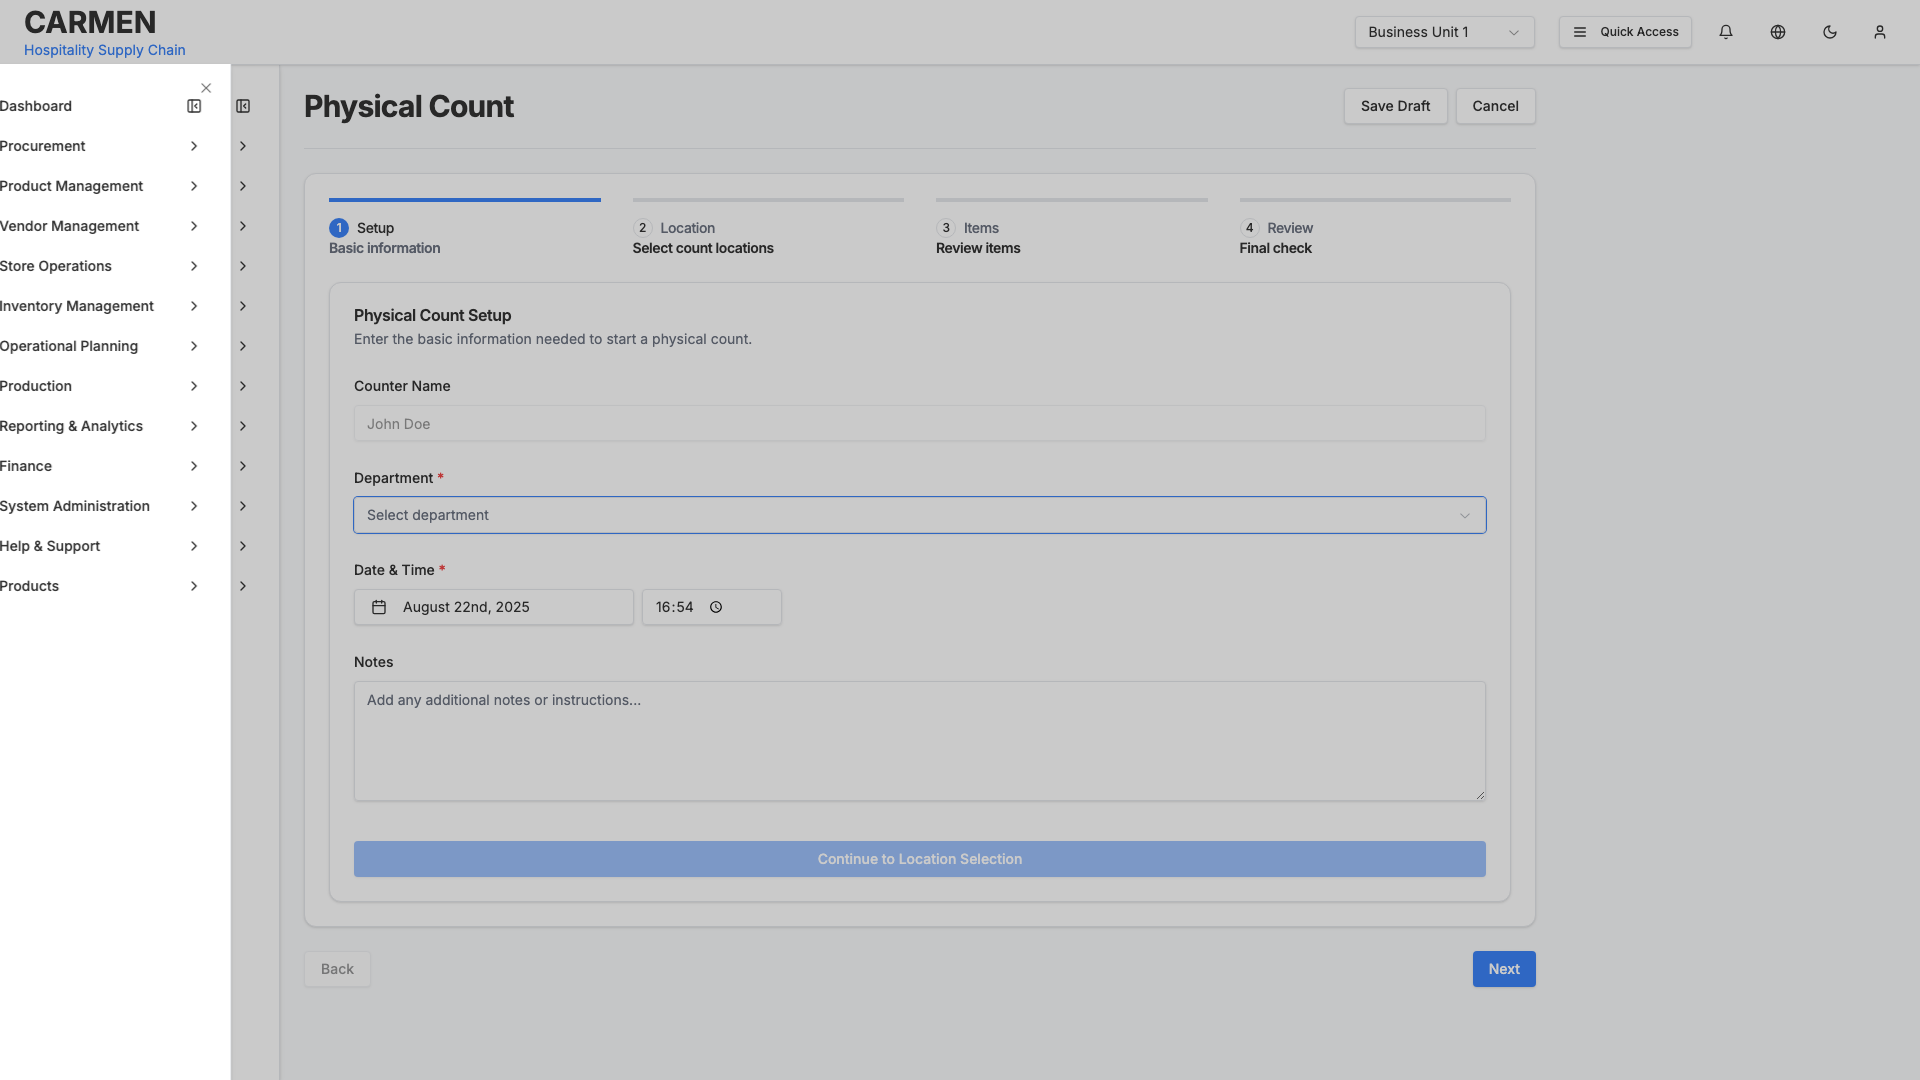 CARMEN
Hospitality Supply Chain
Business Unit 1
Quick Access
Dashboard
Procurement
Product Management
Vendor Management
Store Operations
Inventory Management
Operational Planning
Production
Reporting & Analytics
Finance
System Administration
Help & Support
Products
Physical Count
Save Draft
Cancel
1 Setup
Basic information
2 Location
Select count locations
3 Items
Review items
4 Review
Final check
Physical Count Setup
Enter the basic information needed to start a physical count.
Counter Name
John Doe
Department *
Select department
Date & Time *
August 22nd, 2025
16:54
Notes
Add any additional notes or instructions...
Continue to Location Selection
Back
Next